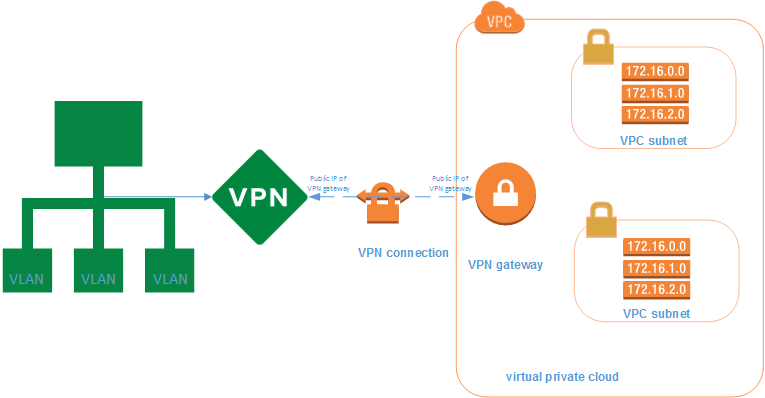 VPC
172.16.0.0
172.16.1.0
172.16.2.0
VPC subnet
Public IP of
VPN gateway
Public IP of
VPN gateway
VPN
VPN connection
VPN gateway
VLAN
VLAN
VLAN
172.16.0.0
172.16.1.0
172.16.2.0
VPC subnet
virtual private cloud